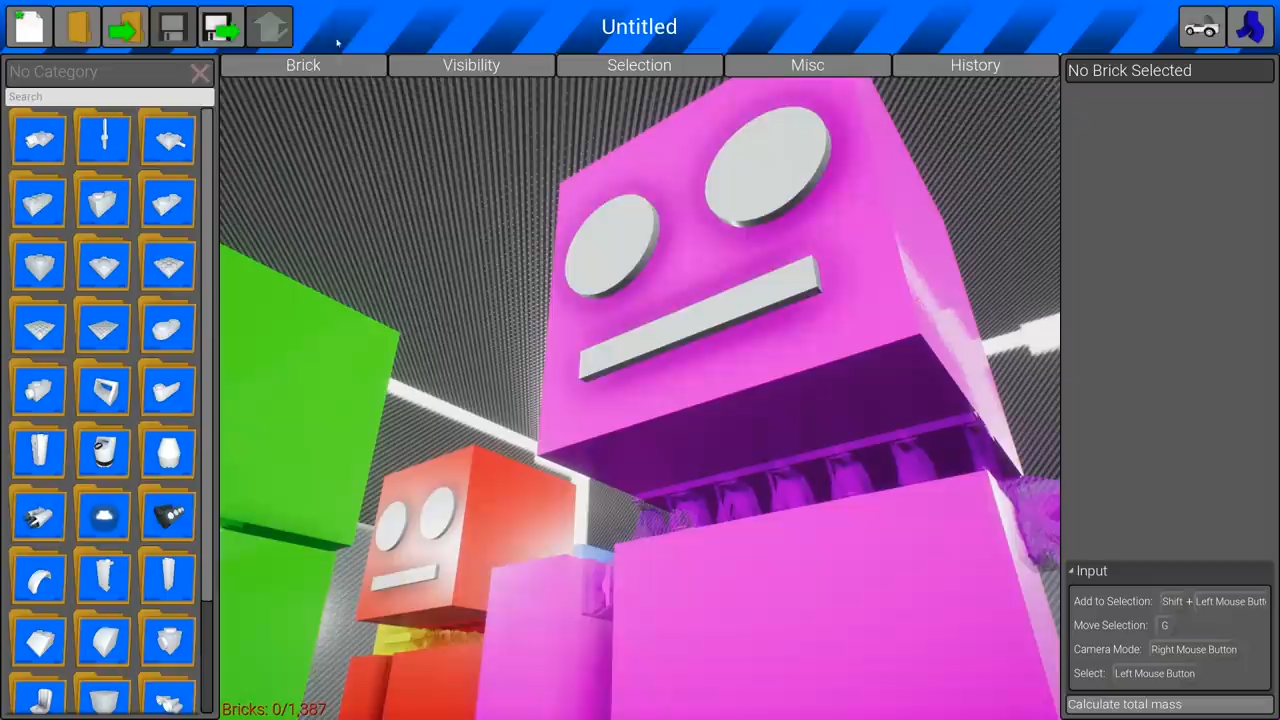 Untitled
No Category
Search
Brick
Visibility
Selection
Misc
History
No Brick Selected
Input
Add to Selection: Shift + Left Mouse Butt
Move Selection: G
Camera Mode: Right Mouse Button
Select: Left Mouse Button
Calculate total mass
Bricks: 0/1,387